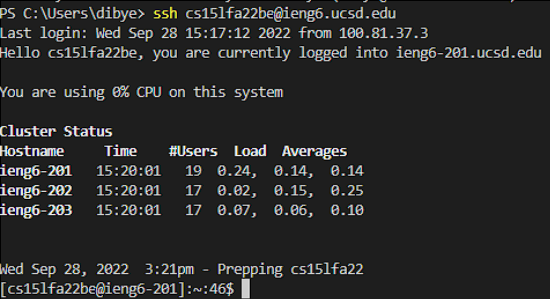 PS C:\Users\dibye> ssh cs15lfa22be@ieng6.ucsd.edu
Last login: Wed Sep 28 15:17:12 2022 from 100.81.37.3
Hello cs15lfa22be, you are currently logged into ieng6-201.ucsd.edu
You are using 0% CPU on this system
Cluster Status
Hostname     Time    #Users  Load  Averages
ieng6-201   15:20:01   19  0.24,  0.14,  0.14
ieng6-202   15:20:01   17  0.02,  0.15,  0.25
ieng6-203   15:20:01   17  0.07,  0.06,  0.10
Wed Sep 28, 2022  3:21pm - Prepping cs15lfa22
[cs15lfa22be@ieng6-201]:~:46$